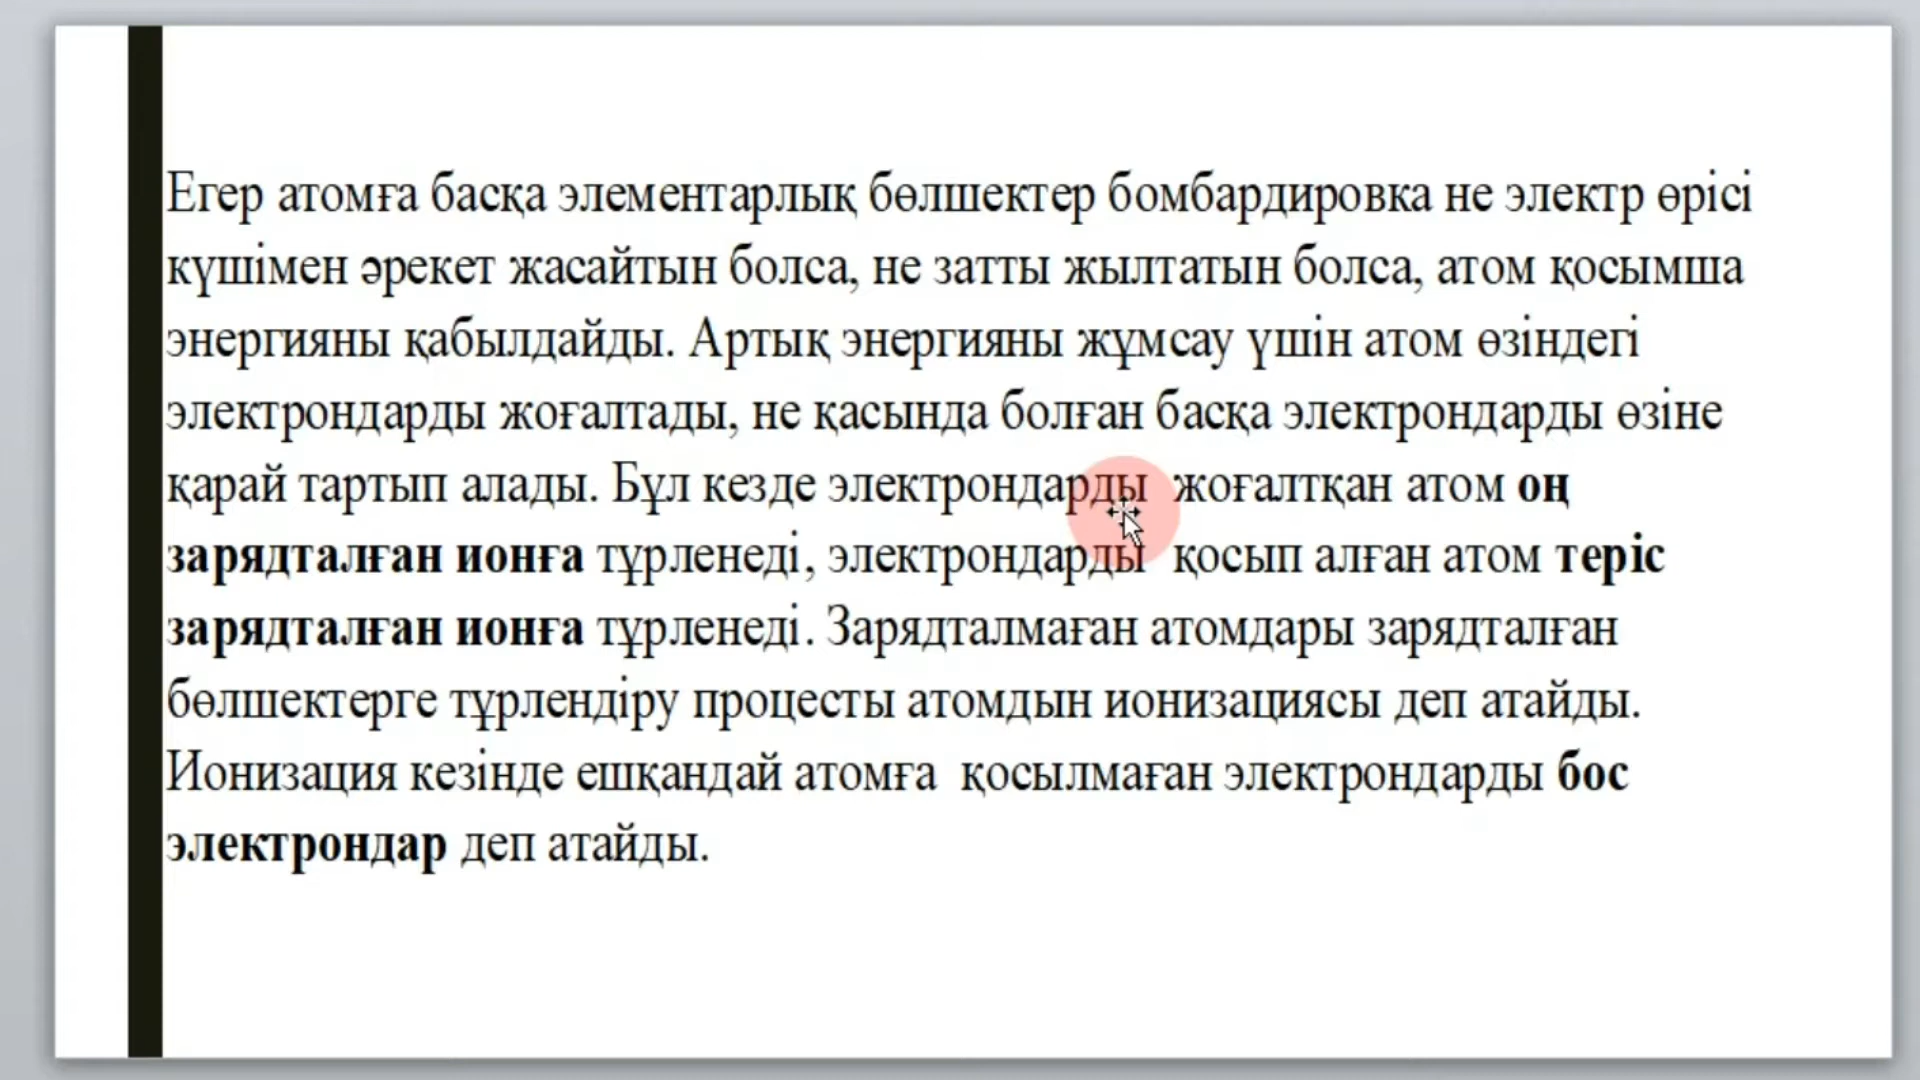 Егер атомға басқа элементарлық бөлшектер бомбардировка не электр өрісі
күшімен әрекет жасайтын болса, не затты жылтатын болса, атом қосымша
энергияны қабылдайды. Артық энергияны жұмсау үшін атом өзіндегі
электрондарды жоғалтады, не қасында болған басқа электрондарды өзіне
қарай тартып алады. Бұл кезде электрондарды жоғалтқан атом оң
зарядталған ионға тұрленеді, электрондарды қосып алған атом теріс
зарядталған ионға тұрленеді. Зарядталмаған атомдары зарядталған
бөлшектерге тұрлендіру процесты атомдын ионизациясы деп атайды.
Ионизация кезінде ешқандай атомға қосылмаған электрондарды бос
электрондар деп атайды.